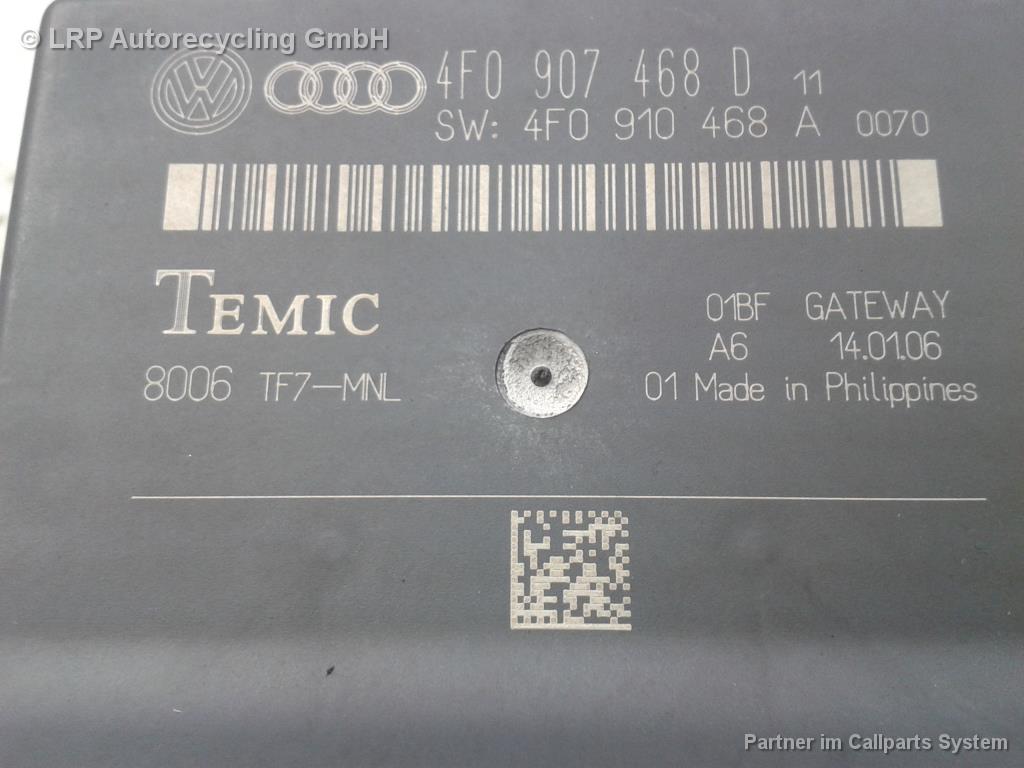 © LRP Autorecycling GmbH
4F0 907 468 D 11
SW: 4F0 910 468 A 0070
TEMIC
8006 TF7-MNL
01BF GATEWAY
A6 14.01.06
01 Made in Philippines
Partner im Callparts System